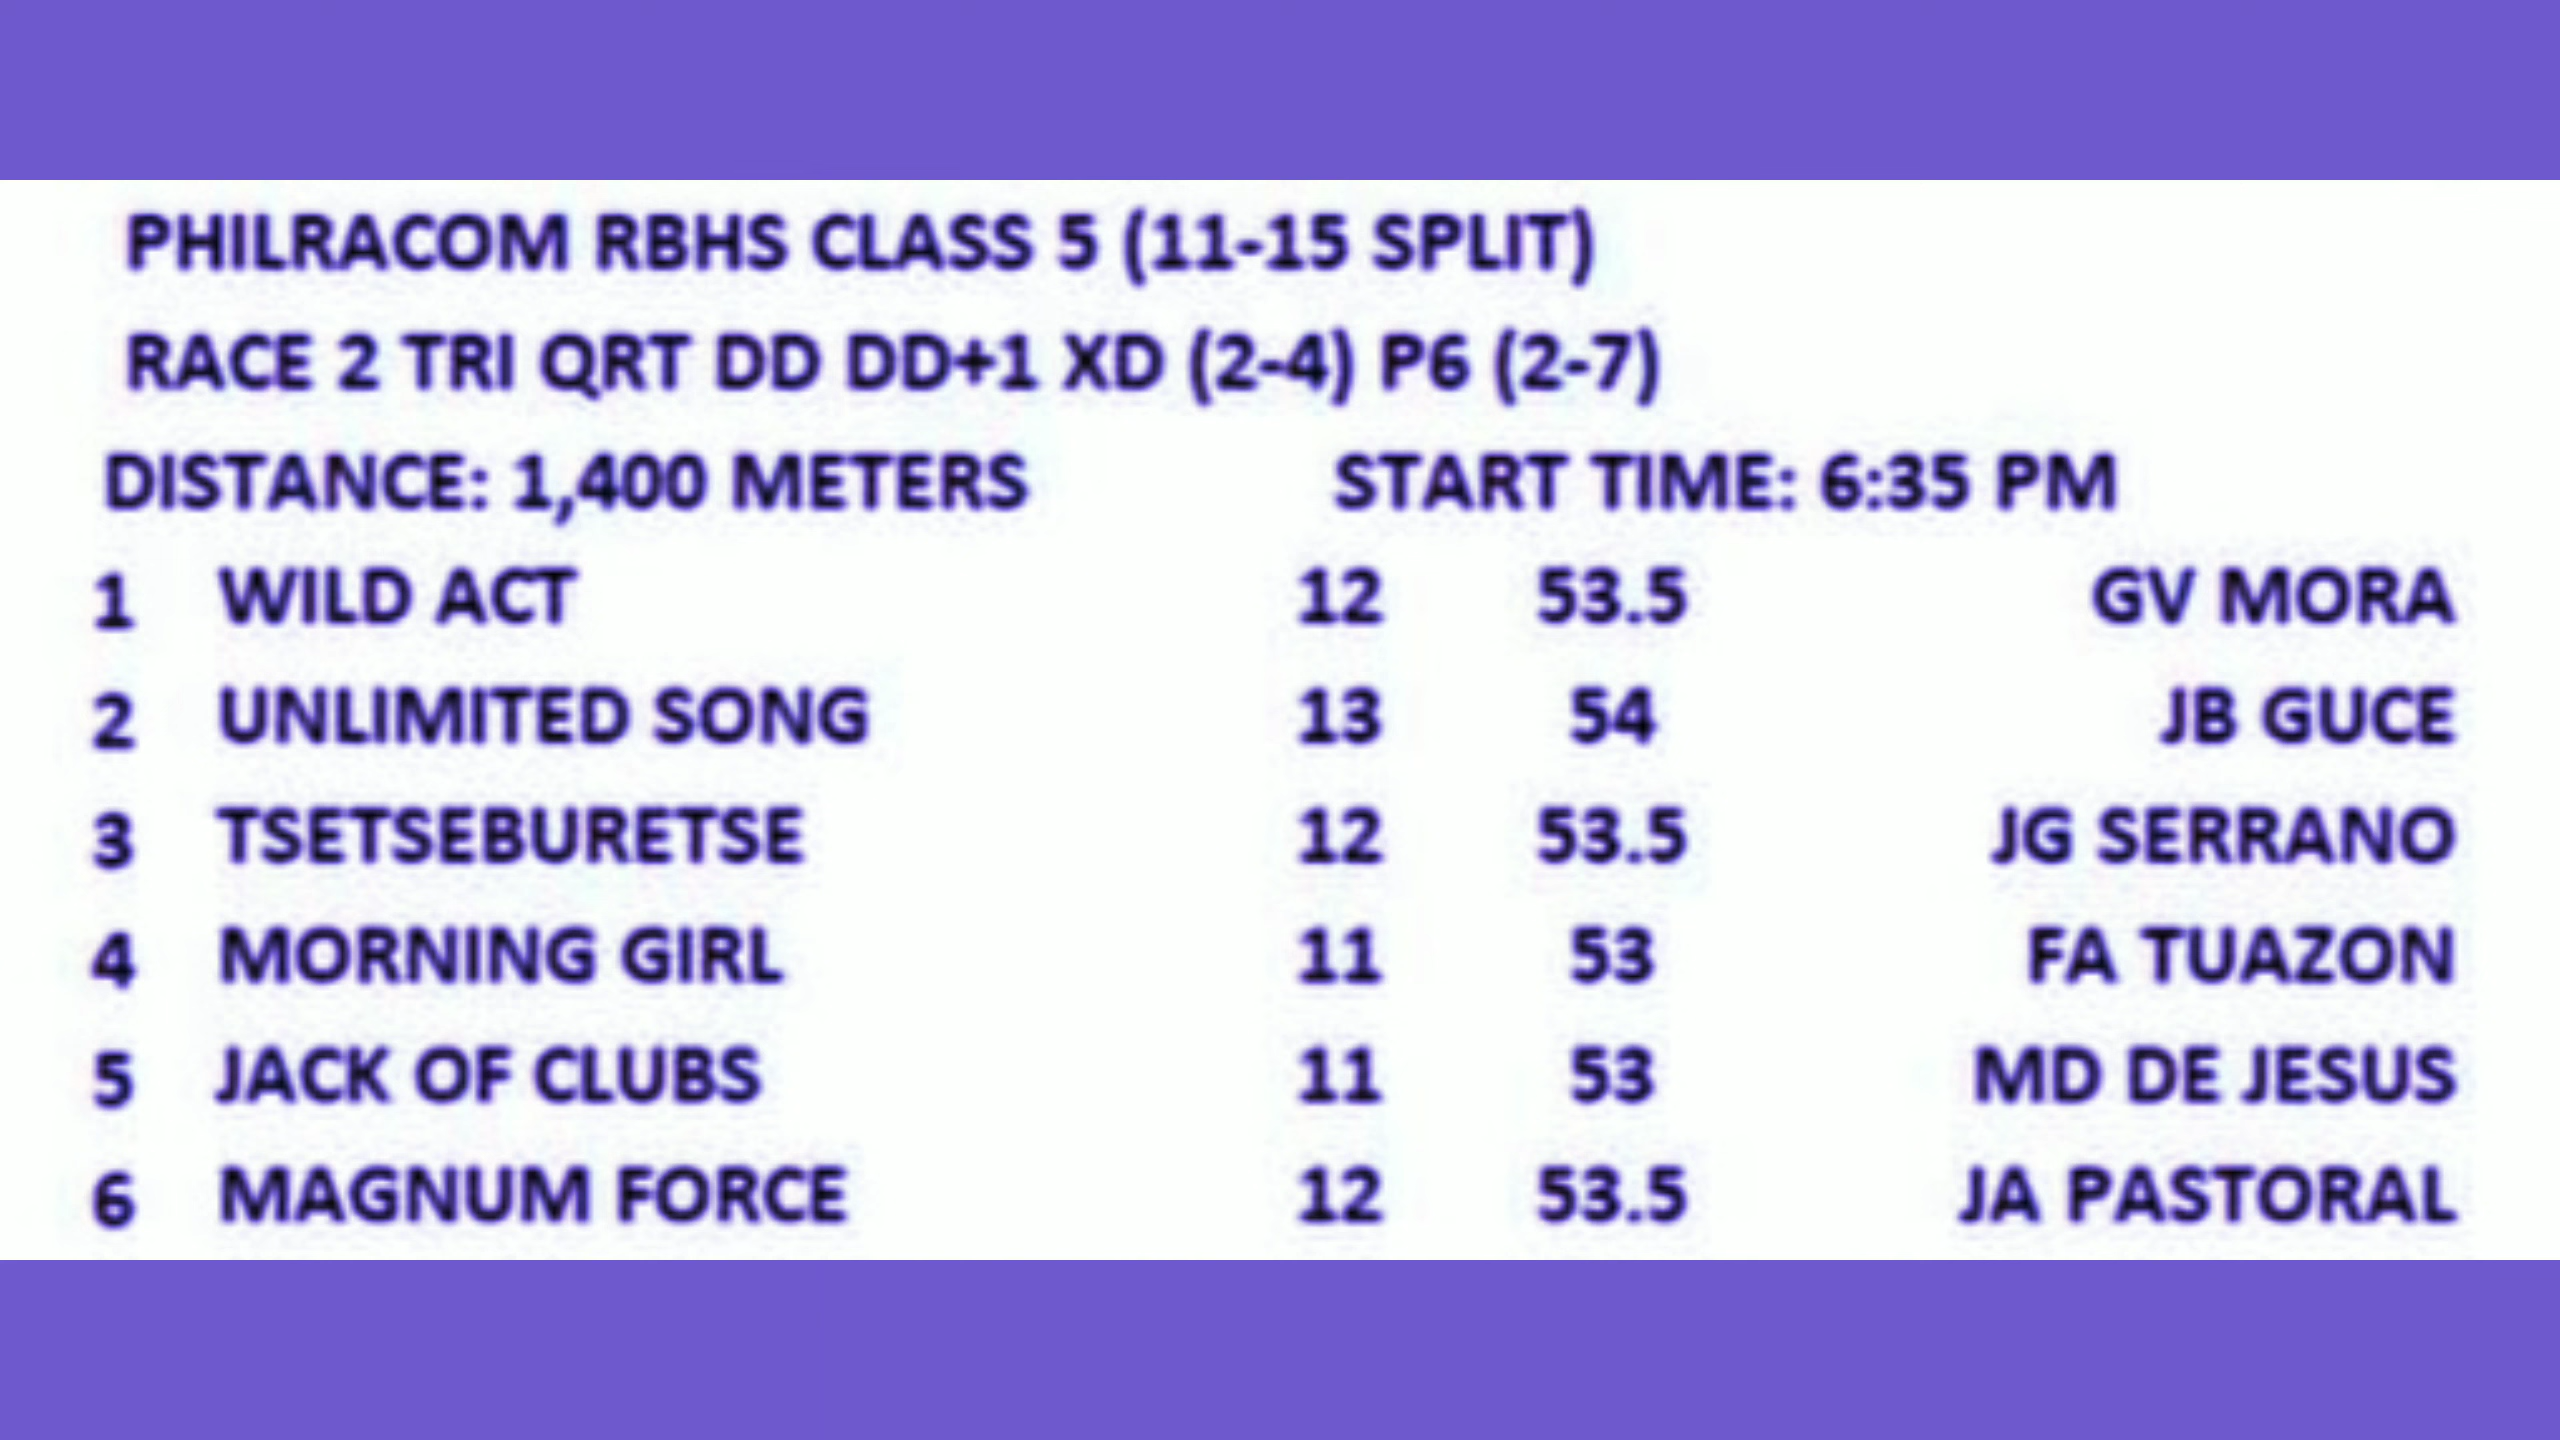 PHILRACOM RBHS CLASS 5 (11-15 SPLIT)
RACE 2 TRI QRT DD DD+1 XD (2-4) P6 (2-7)
DISTANCE: 1,400 METERS START TIME: 6:35 PM
1 WILD ACT 12 53.5 GV MORA
2 UNLIMITED SONG 13 54 JB GUCE
3 TSETSEBURETSE 12 53.5 JG SERRANO
4 MORNING GIRL 11 53 FA TUAZON
5 JACK OF CLUBS 11 53 MD DE JESUS
6 MAGNUM FORCE 12 53.5 JA PASTORAL